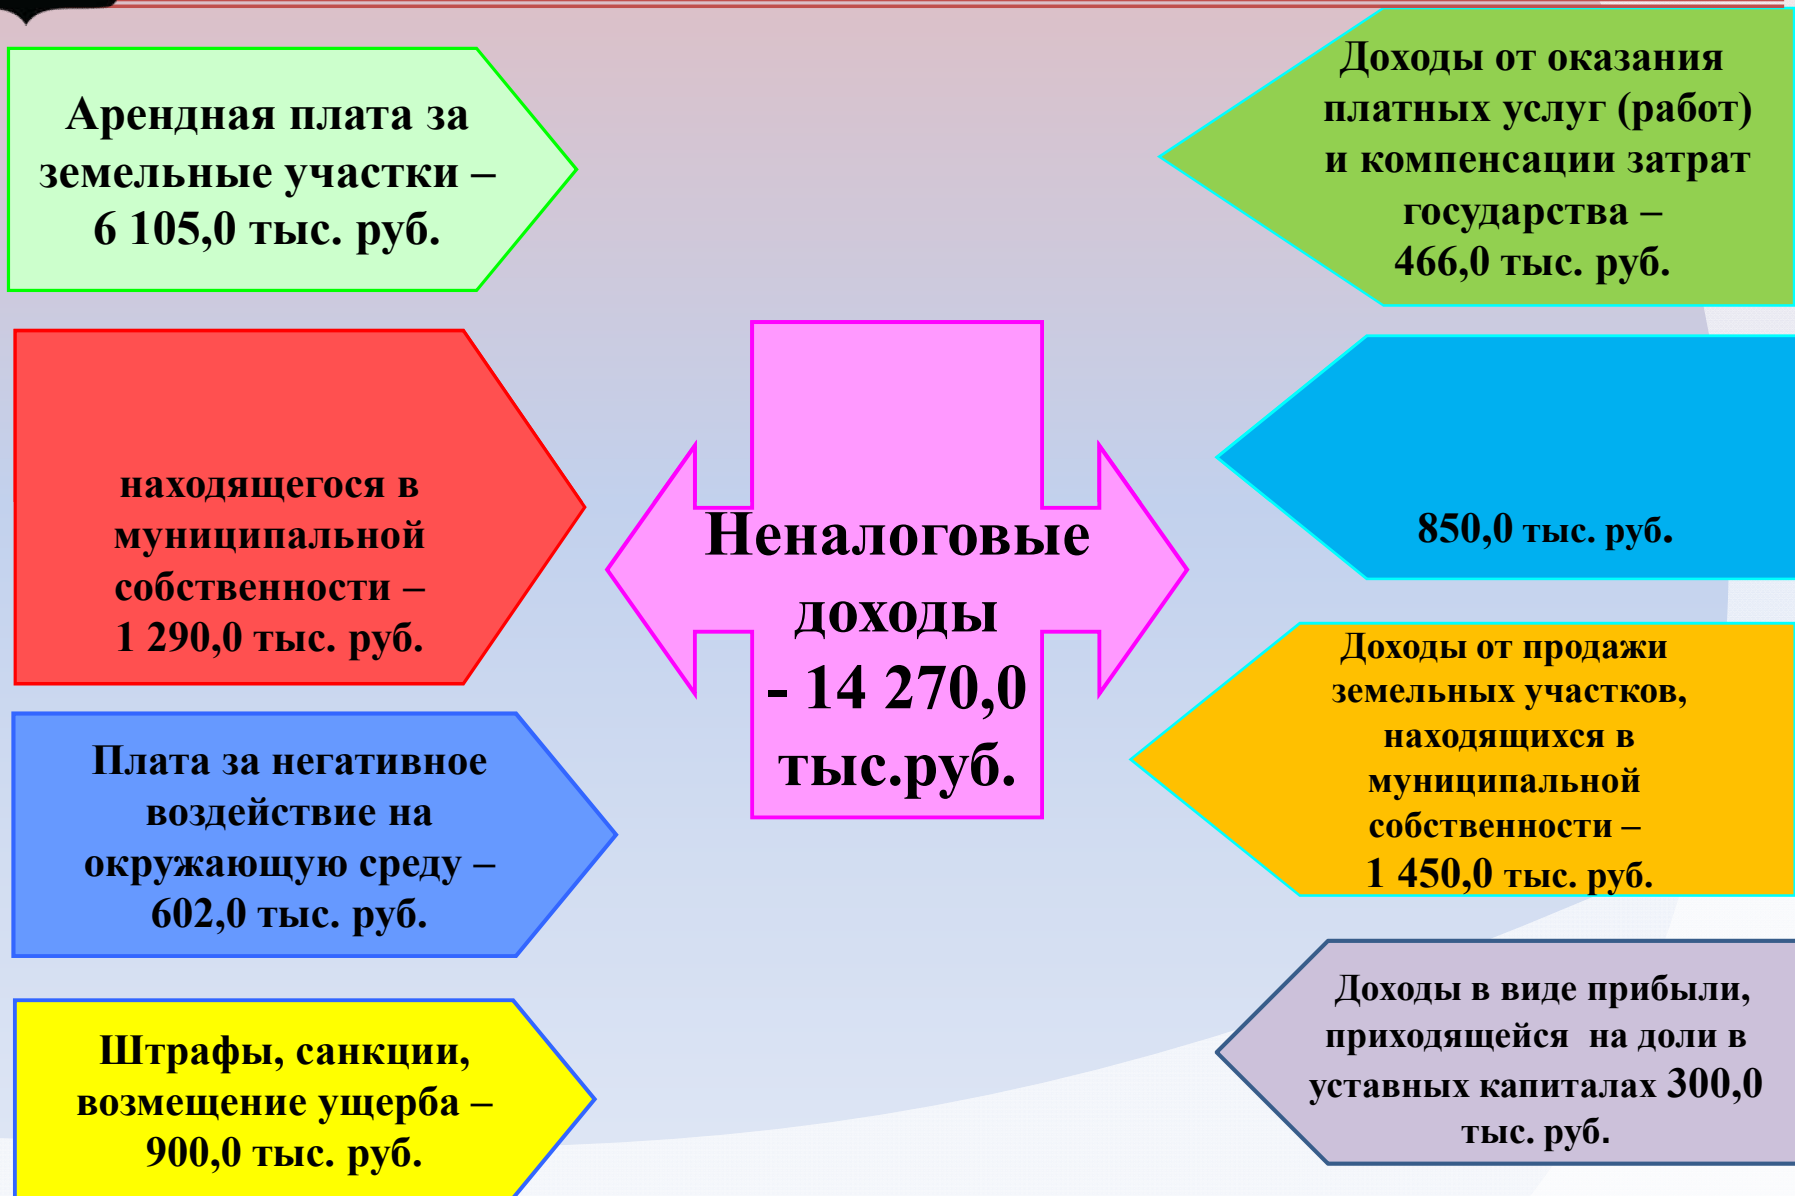 Арендная плата за
земельные участки –
6 105,0 тыс. руб.
находящегося в
муниципальной
собственности –
1 290,0 тыс. руб.
Плата за негативное
воздействие на
окружающую среду –
602,0 тыс. руб.
Штрафы, санкции,
возмещение ущерба –
900,0 тыс. руб.
Неналоговые
доходы
- 14 270,0
тыс.руб.
Доходы от оказания
платных услуг (работ)
и компенсации затрат
государства –
466,0 тыс. руб.
850,0 тыс. руб.
Доходы от продажи
земельных участков,
находящихся в
муниципальной
собственности –
1 450,0 тыс. руб.
Доходы в виде прибыли,
приходящейся  на доли в
уставных капиталах 300,0
тыс. руб.